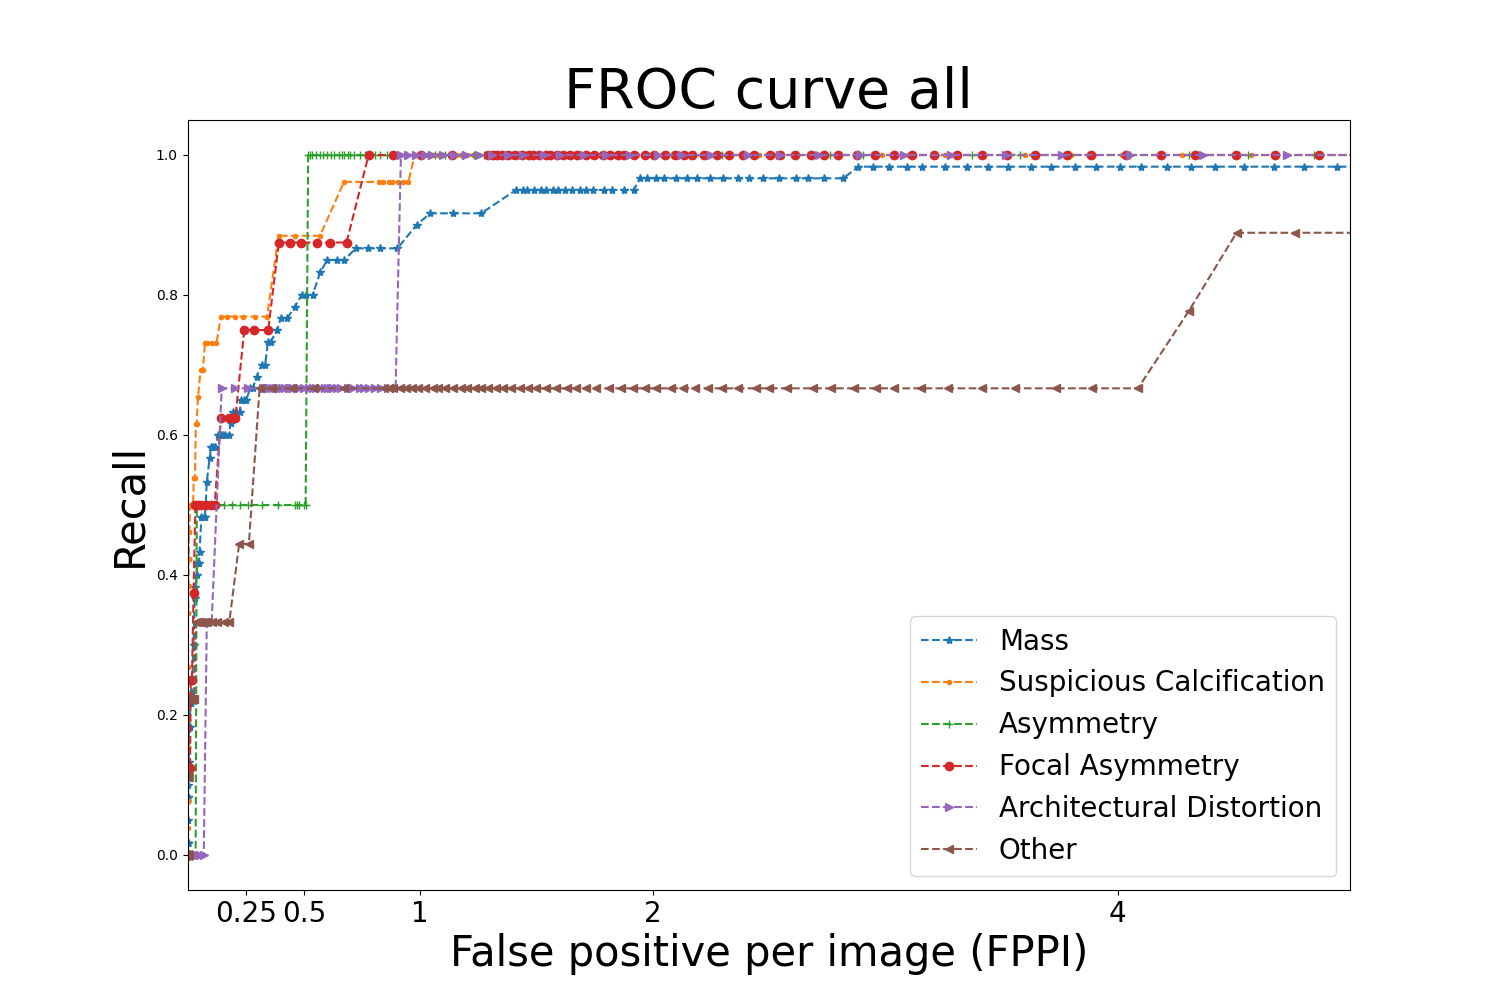 FROC curve all
1.0
0.8
0.6
0.4
0.2
0.0
Recall
Mass
Suspicious Calcification
Asymmetry
Focal Asymmetry
Architectural Distortion
Other
0.25 0.5 1 2 4
False positive per image (FPPI)